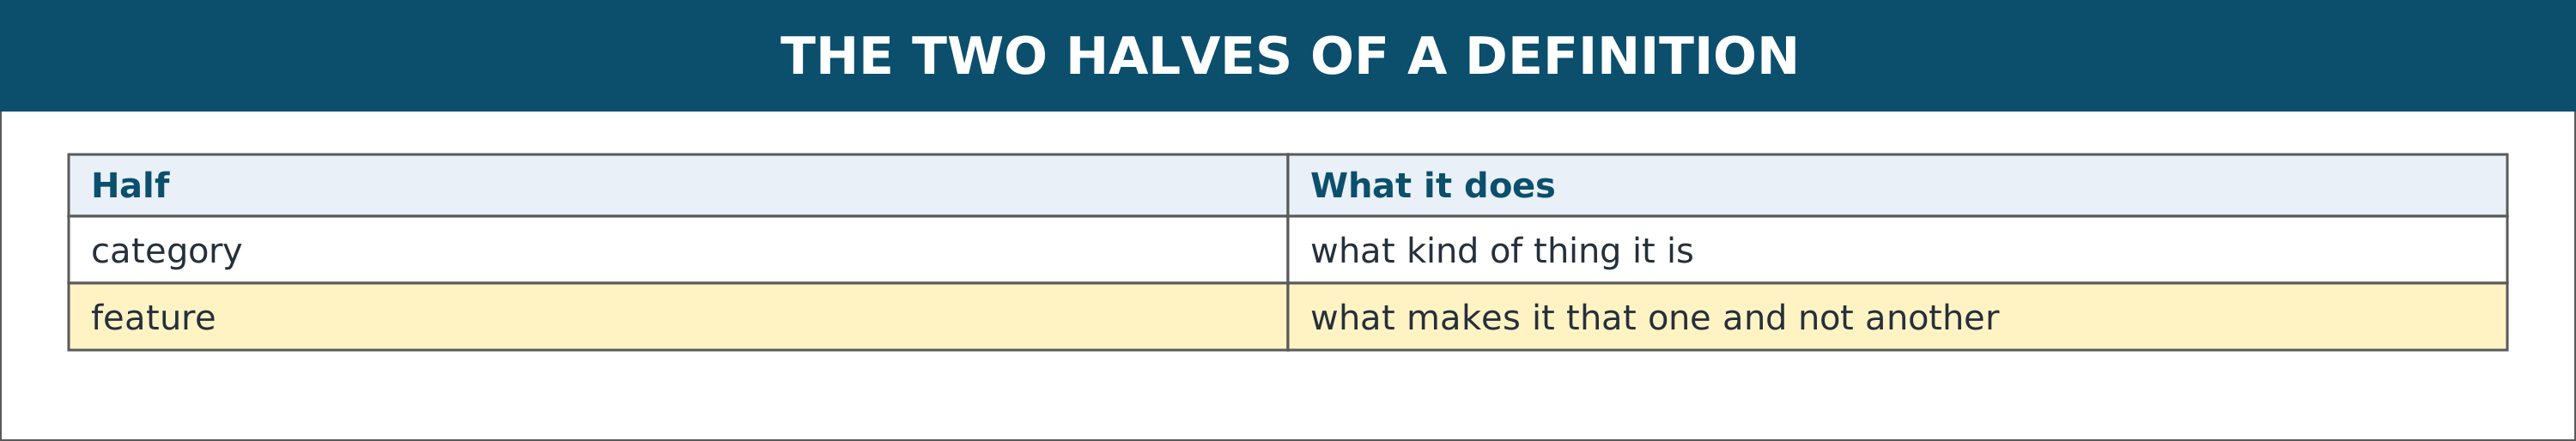 THE TWO HALVES OF A DEFINITION
Half What it does
category what kind of thing it is
feature what makes it that one and not another